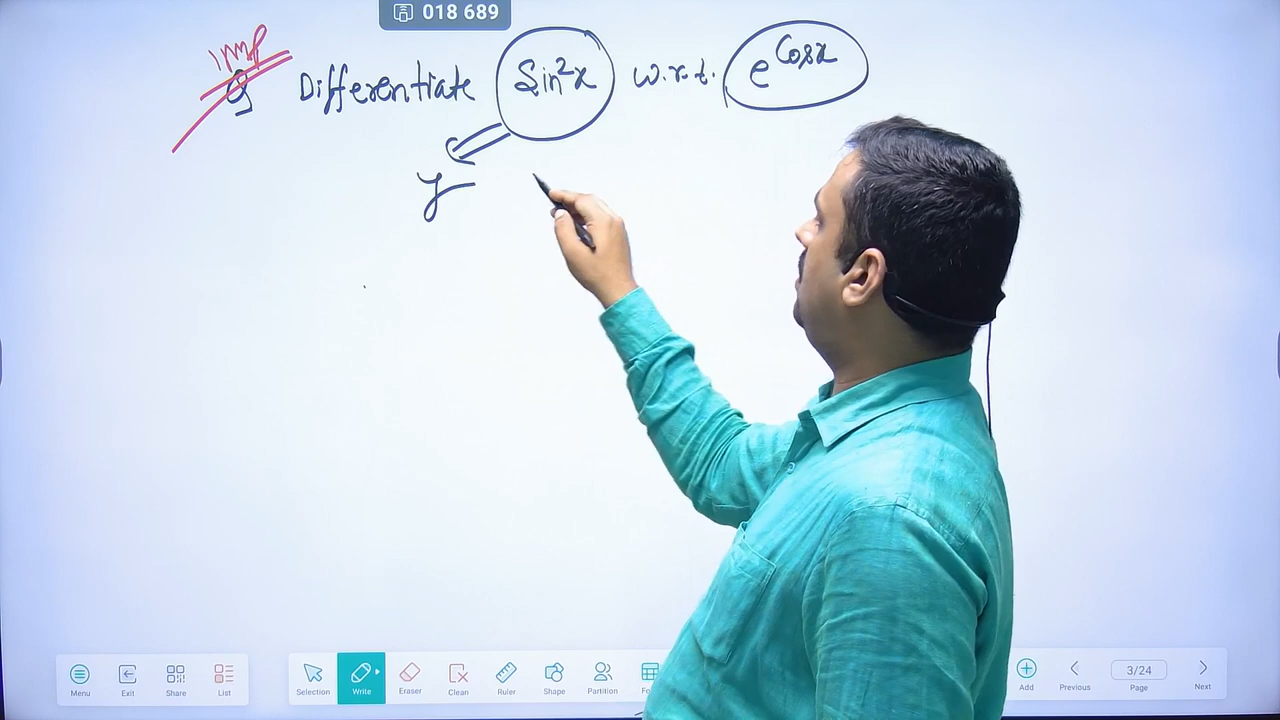 018 689
imp
Q Differentiate Sin²x w.r.t. e^Cosx
y
Menu Exit Share List Selection Write Eraser Clean Ruler Shape Partition Add Previous 3/24 Page Next